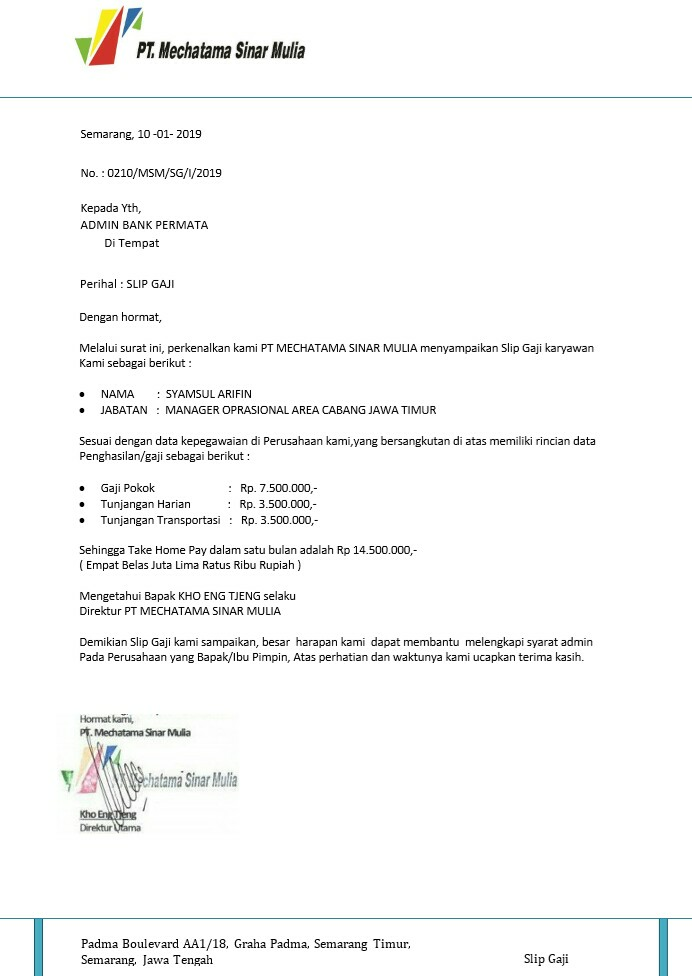 PT. Mechatama Sinar Mulia
Semarang, 10 -01- 2019
No. : 0210/MSM/SG/I/2019
Kepada Yth,
ADMIN BANK PERMATA
Di Tempat
Perihal : SLIP GAJI
Dengan hormat,
Melalui surat ini, perkenalkan kami PT MECHATAMA SINAR MULIA menyampaikan Slip Gaji karyawan
Kami sebagai berikut :
• NAMA : SYAMSUL ARIFIN
• JABATAN : MANAGER OPRASIONAL AREA CABANG JAWA TIMUR
Sesuai dengan data kepegawaian di Perusahaan kami,yang bersangkutan di atas memiliki rincian data
Penghasilan/gaji sebagai berikut :
• Gaji Pokok : Rp. 7.500.000,-
• Tunjangan Harian : Rp. 3.500.000,-
• Tunjangan Transportasi : Rp. 3.500.000,-
Sehingga Take Home Pay dalam satu bulan adalah Rp 14.500.000,-
( Empat Belas Juta Lima Ratus Ribu Rupiah )
Mengetahui Bapak KHO ENG TJENG selaku
Direktur PT MECHATAMA SINAR MULIA
Demikian Slip Gaji kami sampaikan, besar harapan kami dapat membantu melengkapi syarat admin
Pada Perusahaan yang Bapak/Ibu Pimpin, Atas perhatian dan waktunya kami ucapkan terima kasih.
Hormat kami,
PT. Mechatama Sinar Mulia
Sinar Mulia
Kho Eng Tjeng
Direktur Utama
Padma Boulevard AA1/18, Graha Padma, Semarang Timur,
Semarang, Jawa Tengah
Slip Gaji